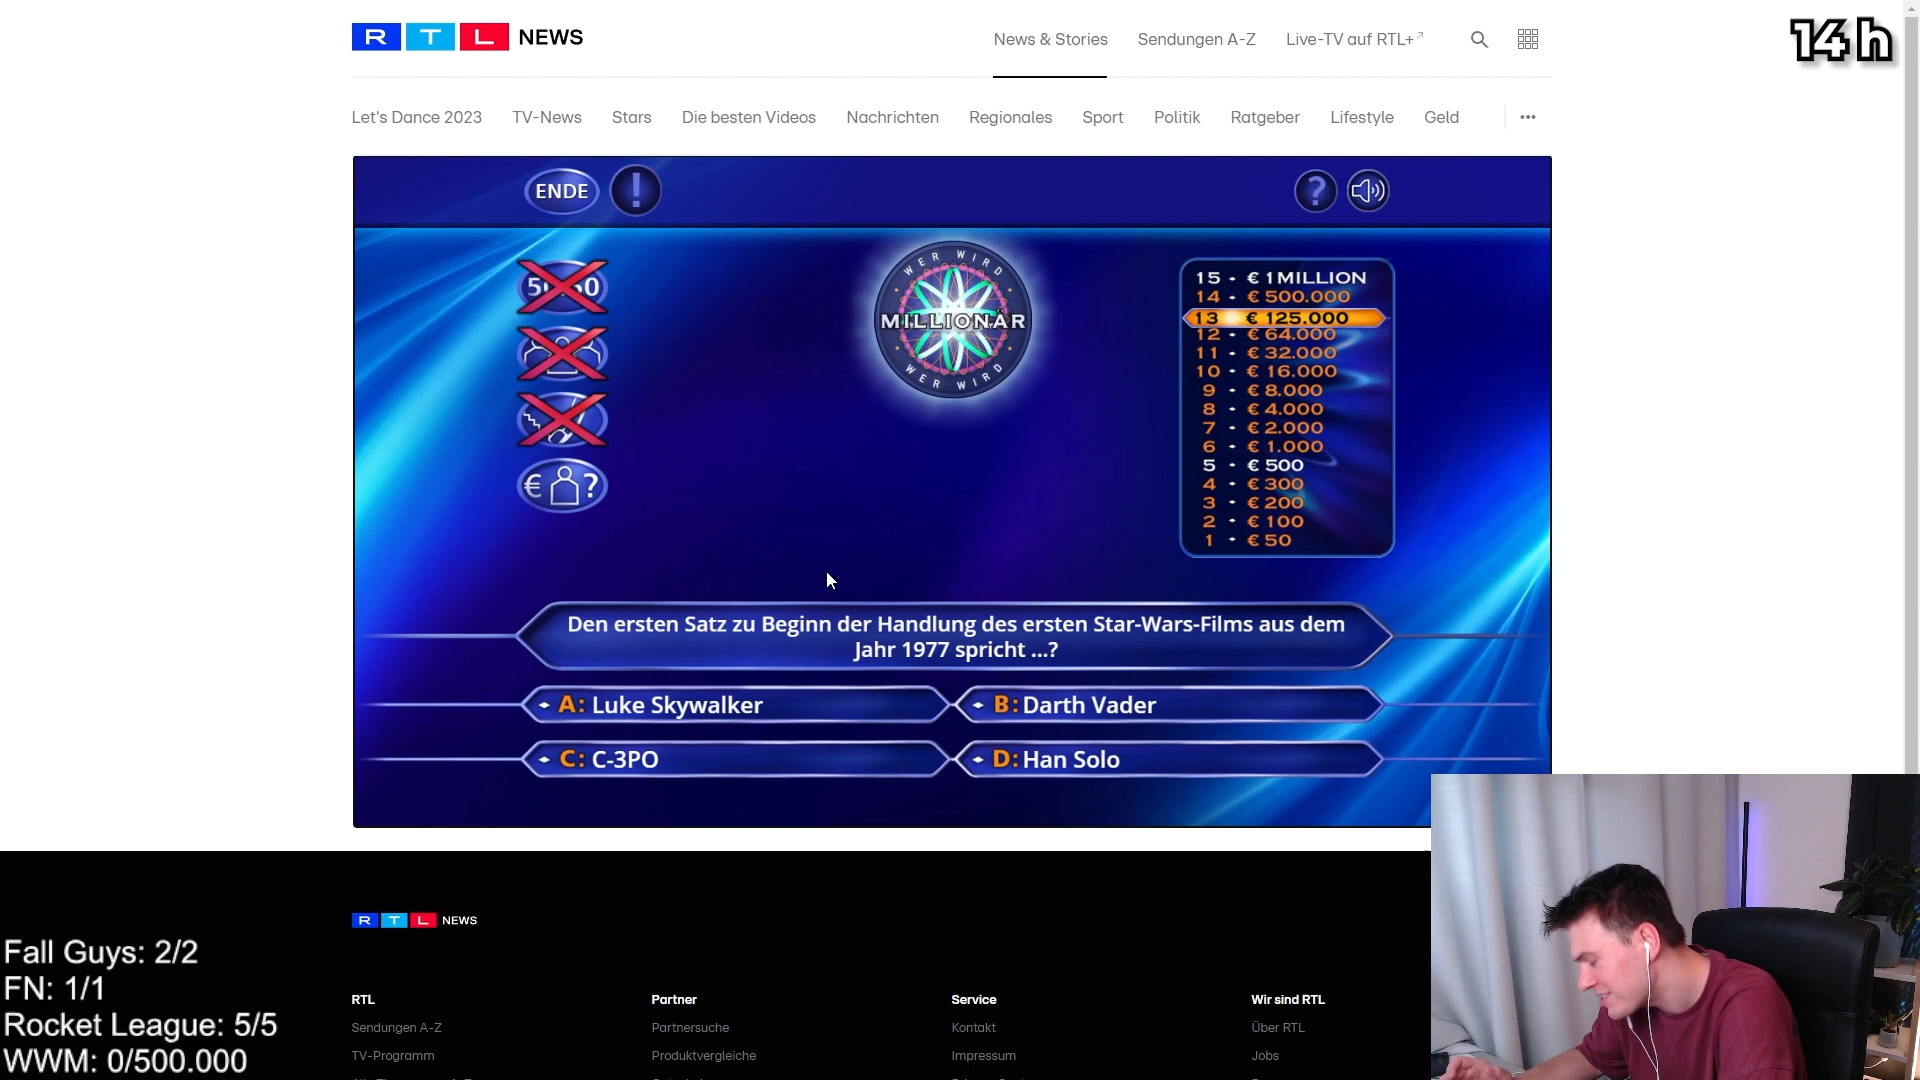 R T L NEWS
News & Stories
Sendungen A-Z
Live-TV auf RTL+
14h
Let's Dance 2023
TV-News
Stars
Die besten Videos
Nachrichten
Regionales
Sport
Politik
Ratgeber
Lifestyle
Geld
ENDE
!
?
WER WIRD
MILLIONÄR
WER WIRD
15 · € 1 MILLION
14 · € 500.000
13 · € 125.000
12 · € 64.000
11 · € 32.000
10 · € 16.000
9 · € 8.000
8 · € 4.000
7 · € 2.000
6 · € 1.000
5 · € 500
4 · € 300
3 · € 200
2 · € 100
1 · € 50
50:50
€ ?
Den ersten Satz zu Beginn der Handlung des ersten Star-Wars-Films aus dem
Jahr 1977 spricht ...?
A: Luke Skywalker
B: Darth Vader
C: C-3PO
D: Han Solo
R T L NEWS
Fall Guys: 2/2
FN: 1/1
Rocket League: 5/5
WWM: 0/500.000
RTL
Sendungen A-Z
TV-Programm
Partner
Partnersuche
Produktvergleiche
Service
Kontakt
Impressum
Wir sind RTL
Über RTL
Jobs